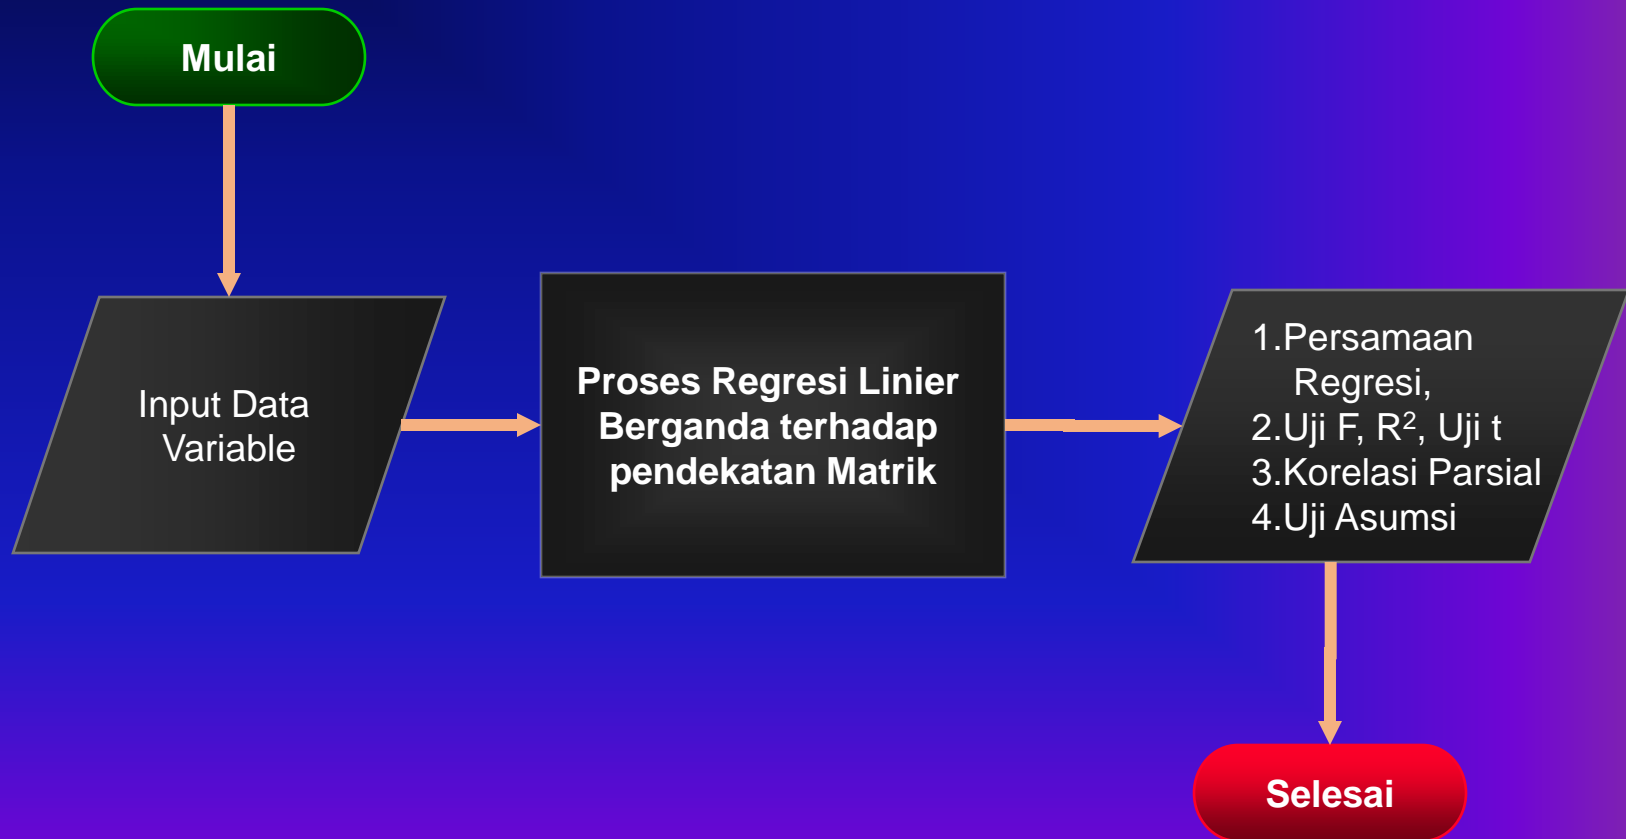 Mulai
Input Data
Variable
Proses Regresi Linier
Berganda terhadap
pendekatan Matrik
1.Persamaan
Regresi,
2.Uji F, R², Uji t
3.Korelasi Parsial
4.Uji Asumsi
Selesai